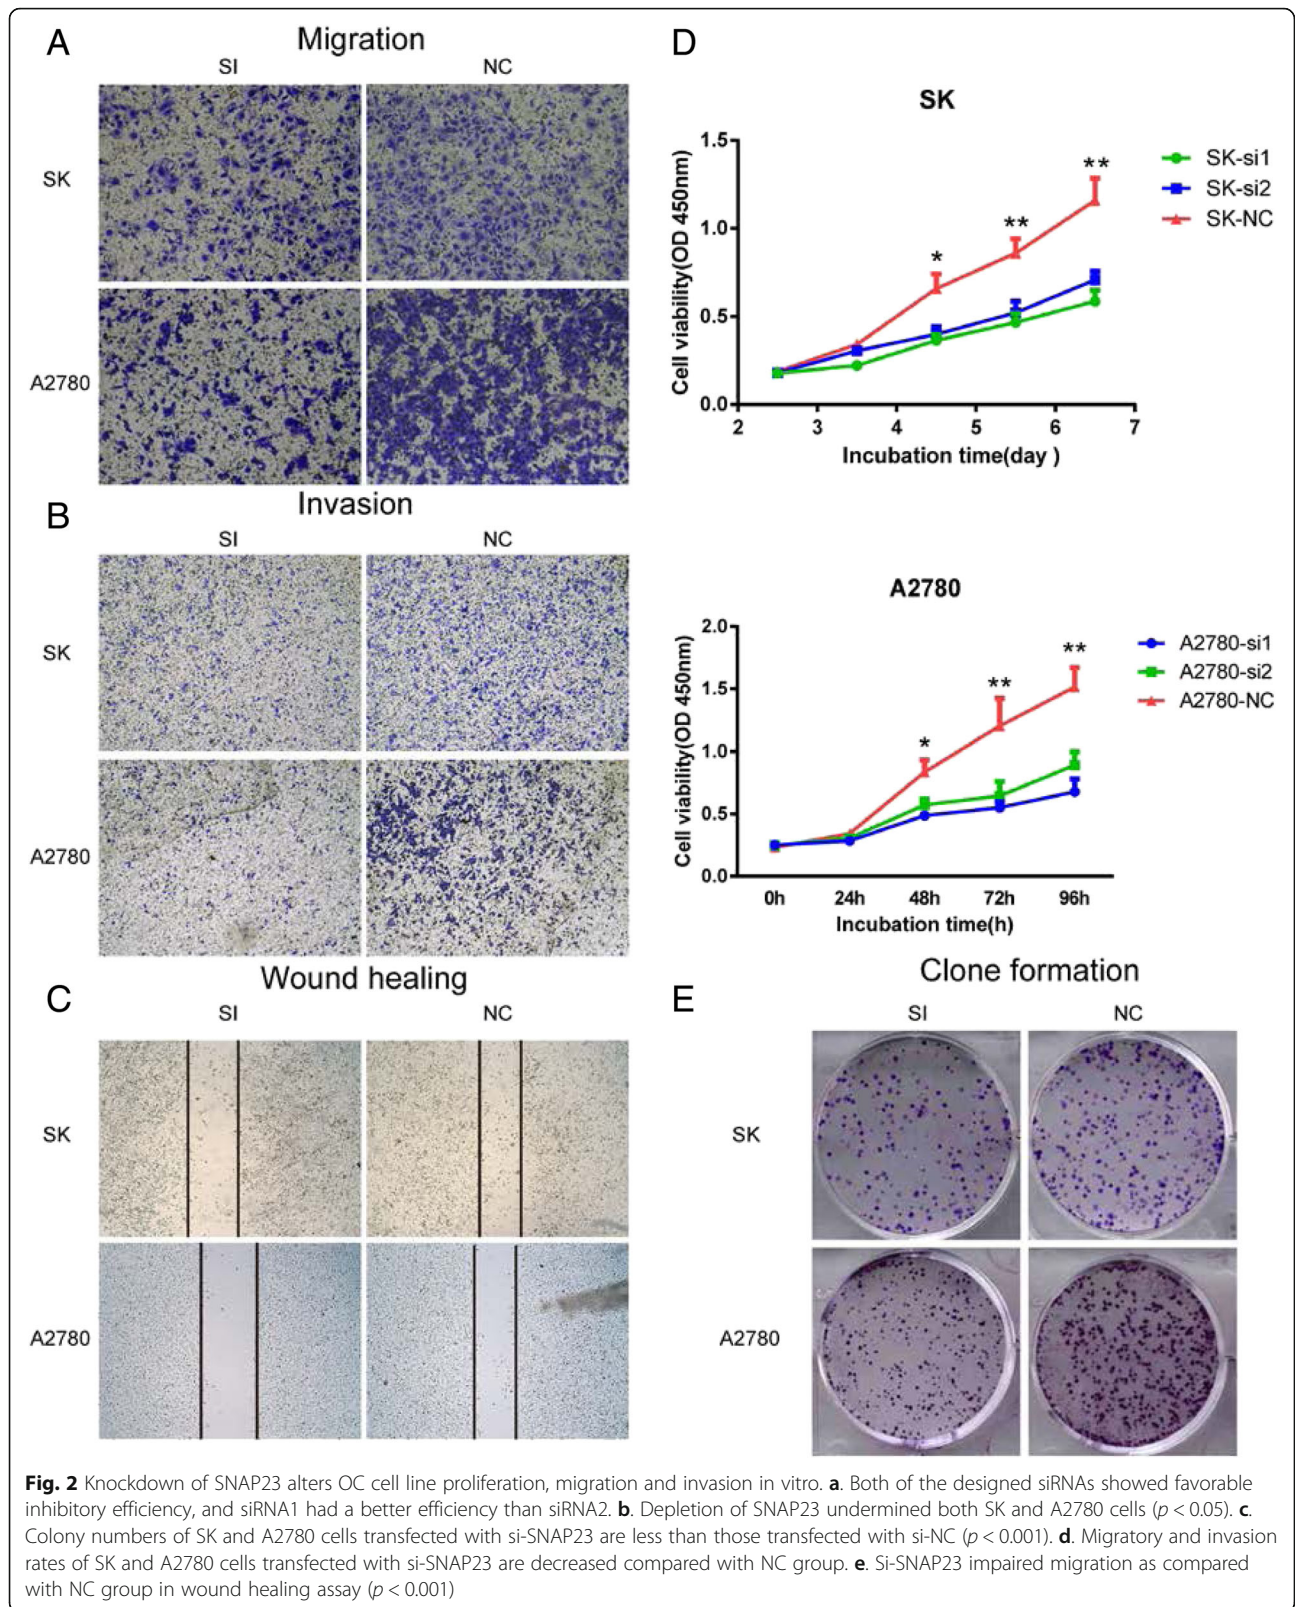 A
Migration
SI
NC
SK
A2780
B
Invasion
SI
NC
SK
A2780
C
Wound healing
SI
NC
SK
A2780
D
SK
Cell viability(OD 450nm)
1.5
1.0
0.5
0.0
*
**
**
2 3 4 5 6 7
Incubation time(day )
SK-si1
SK-si2
SK-NC
A2780
Cell viability(OD 450nm)
2.0
1.5
1.0
0.5
0.0
*
**
**
0h 24h 48h 72h 96h
Incubation time(h)
A2780-si1
A2780-si2
A2780-NC
E
Clone formation
SI
NC
SK
A2780
Fig. 2 Knockdown of SNAP23 alters OC cell line proliferation, migration and invasion in vitro. a. Both of the designed siRNAs showed favorable
inhibitory efficiency, and siRNA1 had a better efficiency than siRNA2. b. Depletion of SNAP23 undermined both SK and A2780 cells (p < 0.05). c.
Colony numbers of SK and A2780 cells transfected with si-SNAP23 are less than those transfected with si-NC (p < 0.001). d. Migratory and invasion
rates of SK and A2780 cells transfected with si-SNAP23 are decreased compared with NC group. e. Si-SNAP23 impaired migration as compared
with NC group in wound healing assay (p < 0.001)